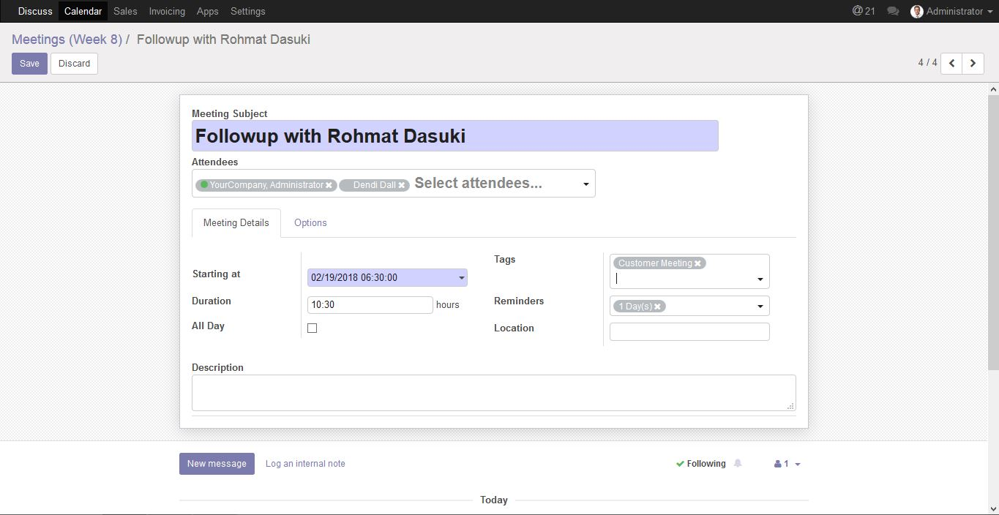 Discuss Calendar Sales Invoicing Apps Settings @ 21 Administrator
Meetings (Week 8) / Followup with Rohmat Dasuki
Save Discard 4 / 4
Meeting Subject
Followup with Rohmat Dasuki
Attendees
YourCompany, Administrator Dendi Dall Select attendees...
Meeting Details Options
Starting at 02/19/2018 06:30:00
Duration 10:30 hours
All Day
Tags Customer Meeting
Reminders 1 Day(s)
Location
Description
New message Log an internal note Following 1
Today